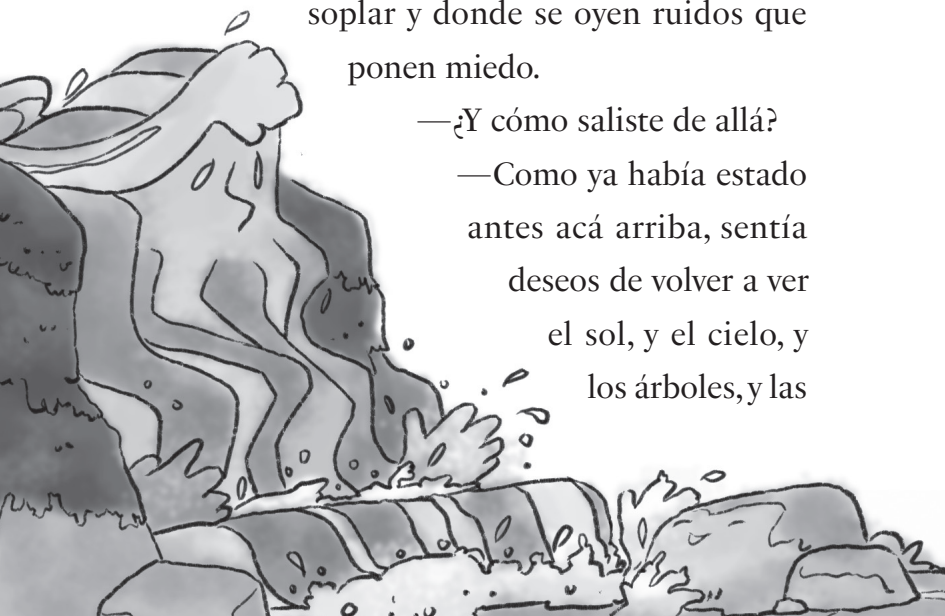 soplar y donde se oyen ruidos que
ponen miedo.
—¿Y cómo saliste de allá?
—Como ya había estado
antes acá arriba, sentía
deseos de volver a ver
el sol, y el cielo, y
los árboles, y las